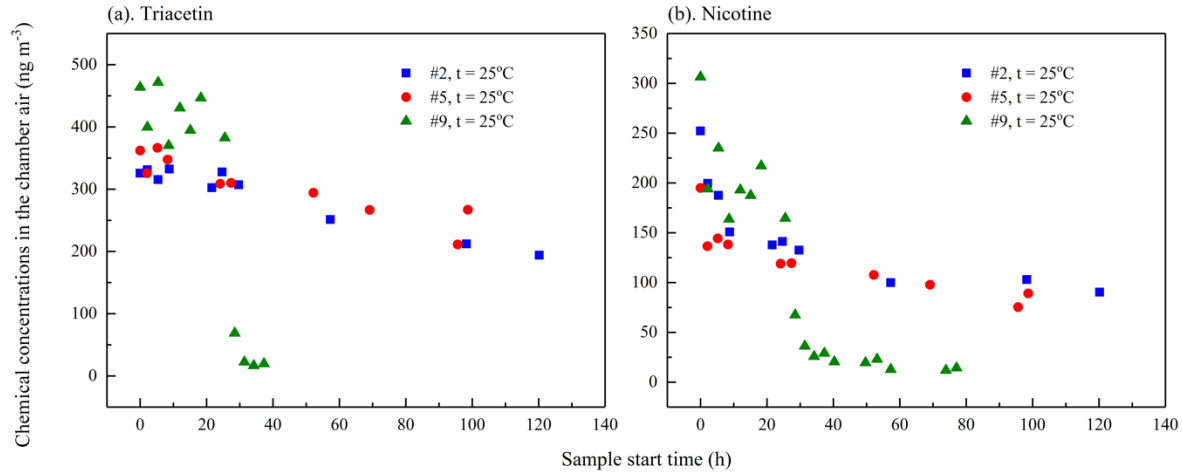 (a). Triacetin
(b). Nicotine
Chemical concentrations in the chamber air (ng m⁻³)
500
400
300
200
100
0
#2, t = 25°C
#5, t = 25°C
#9, t = 25°C
0 20 40 60 80 100 120 140
350
300
250
200
150
100
50
0
#2, t = 25°C
#5, t = 25°C
#9, t = 25°C
0 20 40 60 80 100 120 140
Sample start time (h)